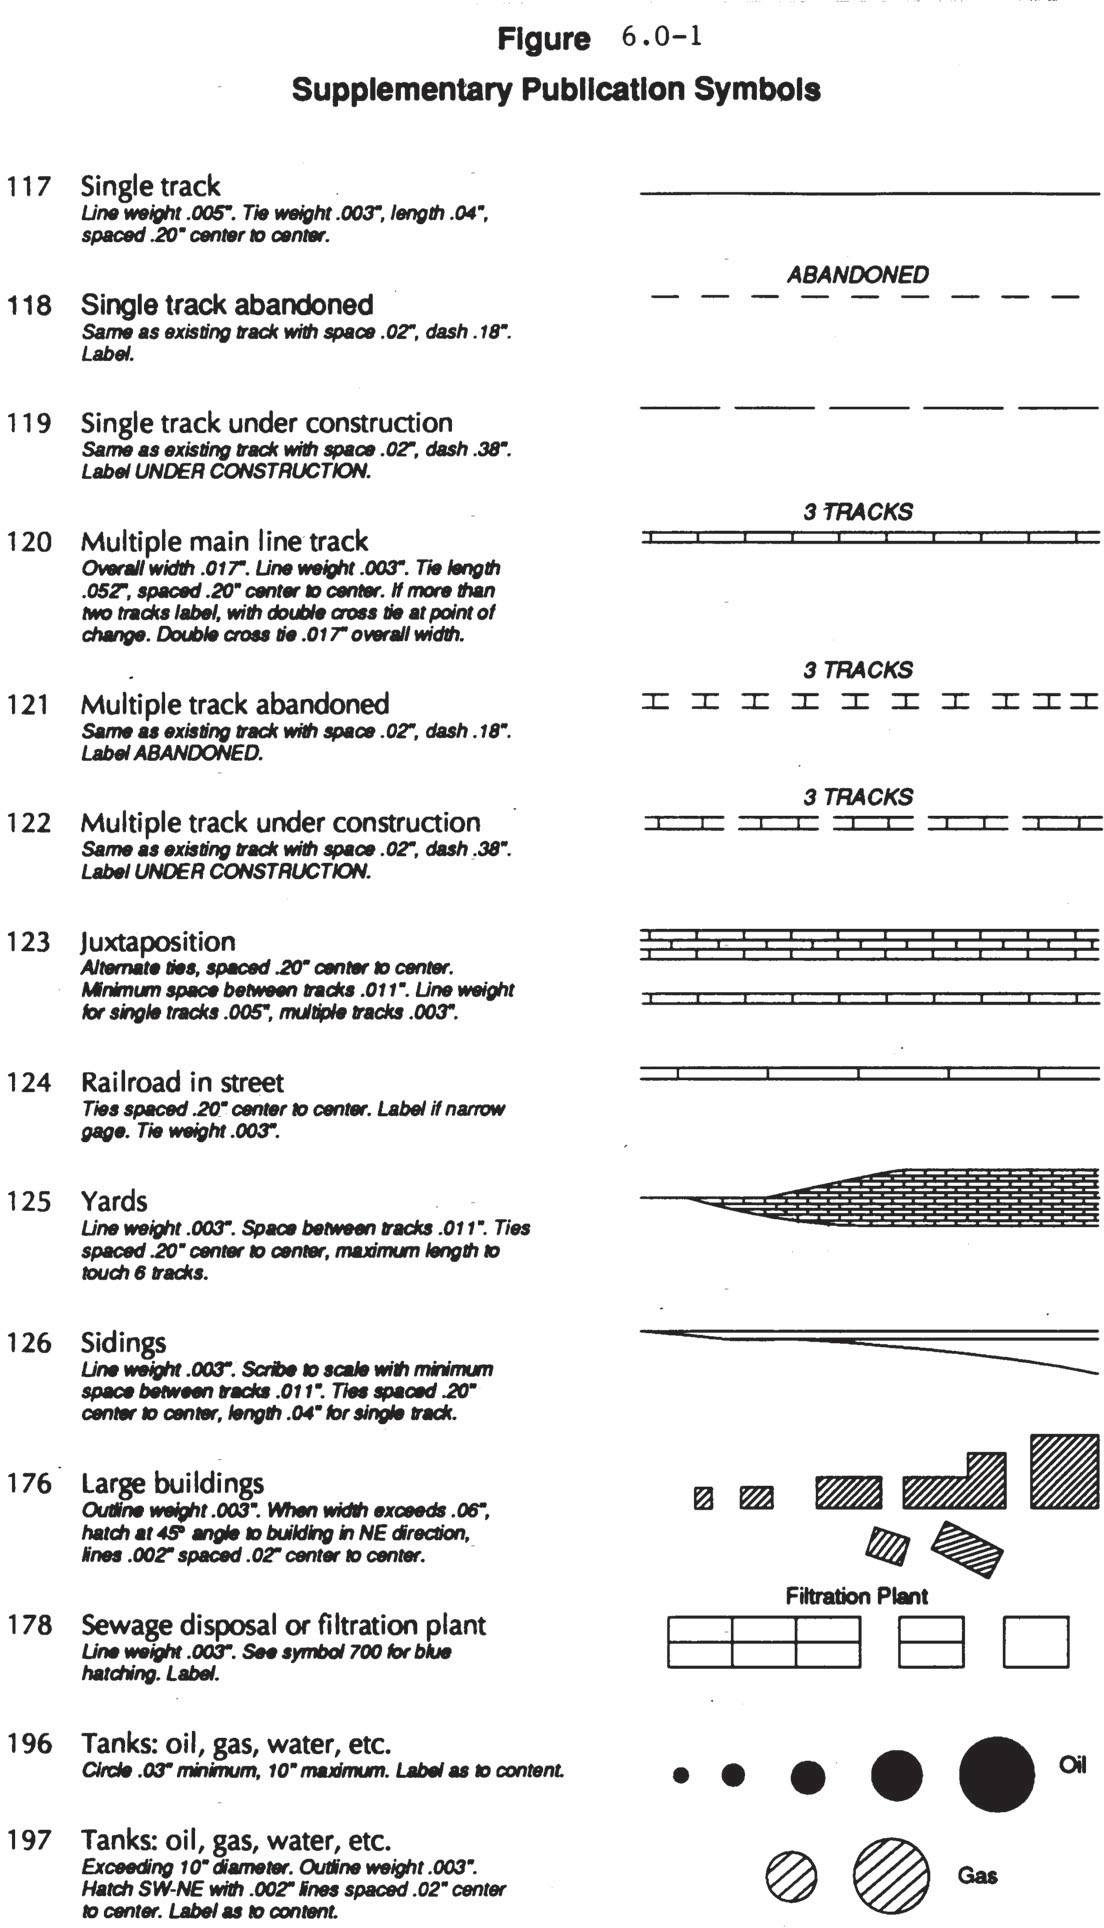 Figure 6.0-1
Supplementary Publication Symbols
117 Single track
Line weight .005". Tie weight .003", length .04",
spaced .20" center to center.
ABANDONED
118 Single track abandoned
Same as existing track with space .02", dash .18".
Label.
119 Single track under construction
Same as existing track with space .02", dash .38".
Label UNDER CONSTRUCTION.
3 TRACKS
120 Multiple main line track
Overall width .017". Line weight .003". Tie length
.052", spaced .20" center to center. If more than
two tracks label, with double cross tie at point of
change. Double cross tie .017" overall width.
3 TRACKS
121 Multiple track abandoned
Same as existing track with space .02", dash .18".
Label ABANDONED.
3 TRACKS
122 Multiple track under construction
Same as existing track with space .02", dash .38".
Label UNDER CONSTRUCTION.
123 Juxtaposition
Alternate ties, spaced .20" center to center.
Minimum space between tracks .011". Line weight
for single tracks .005", multiple tracks .003".
124 Railroad in street
Ties spaced .20" center to center. Label if narrow
gage. Tie weight .003".
125 Yards
Line weight .003". Space between tracks .011". Ties
spaced .20" center to center, maximum length to
touch 6 tracks.
126 Sidings
Line weight .003". Scribe to scale with minimum
space between tracks .011". Ties spaced .20"
center to center, length .04" for single track.
176 Large buildings
Outline weight .003". When width exceeds .06",
hatch at 45° angle to building in NE direction,
lines .002" spaced .02" center to center.
Filtration Plant
178 Sewage disposal or filtration plant
Line weight .003". See symbol 700 for blue
hatching. Label.
196 Tanks: oil, gas, water, etc.
Circle .03" minimum, 10" maximum. Label as to content.
Oil
197 Tanks: oil, gas, water, etc.
Exceeding 10" diameter. Outline weight .003".
Hatch SW-NE with .002" lines spaced .02" center
to center. Label as to content.
Gas